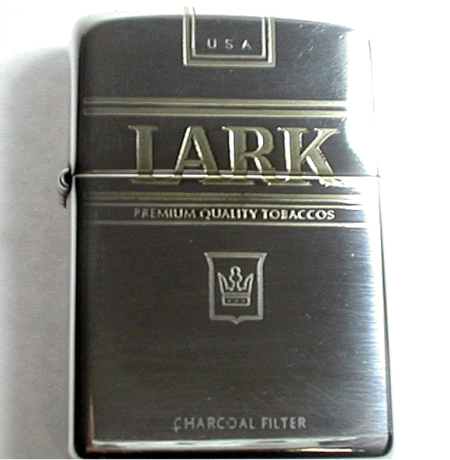 USA
LARK
PREMIUM QUALITY TOBACCOS
CHARCOAL FILTER